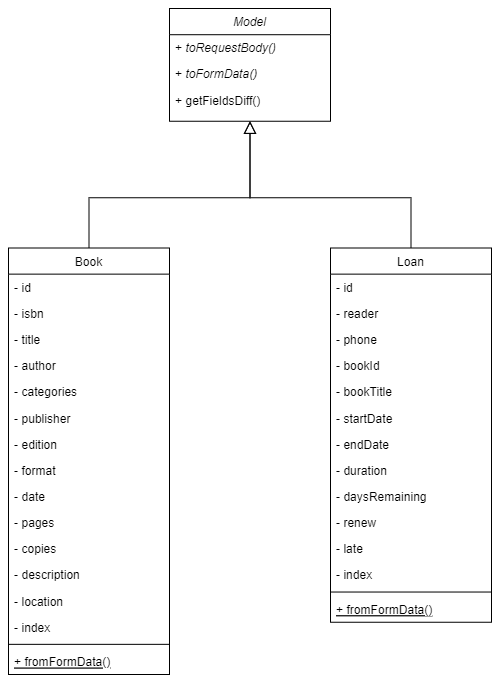 Model
+ toRequestBody()
+ toFormData()
+ getFieldsDiff()
Book
- id
- isbn
- title
- author
- categories
- publisher
- edition
- format
- date
- pages
- copies
- description
- location
- index
+ fromFormData()
Loan
- id
- reader
- phone
- bookId
- bookTitle
- startDate
- endDate
- duration
- daysRemaining
- renew
- late
- index
+ fromFormData()